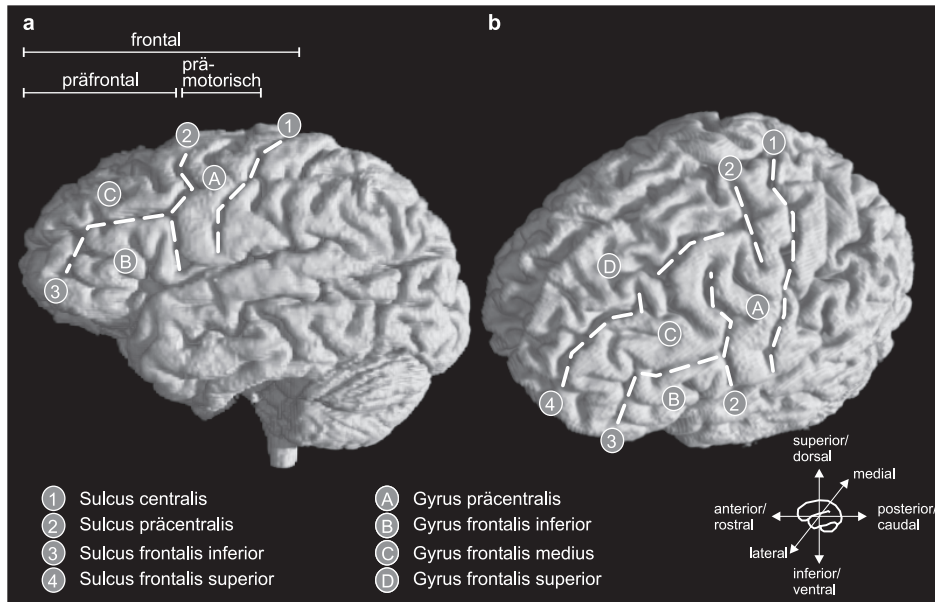 a
frontal
präfrontal
prä-
motorisch
1
2
A
C
B
3
b
1
2
D
A
C
4
B
2
3
1 Sulcus centralis
2 Sulcus präcentralis
3 Sulcus frontalis inferior
4 Sulcus frontalis superior
A Gyrus präcentralis
B Gyrus frontalis inferior
C Gyrus frontalis medius
D Gyrus frontalis superior
superior/
dorsal
medial
anterior/
rostral
posterior/
caudal
lateral
inferior/
ventral